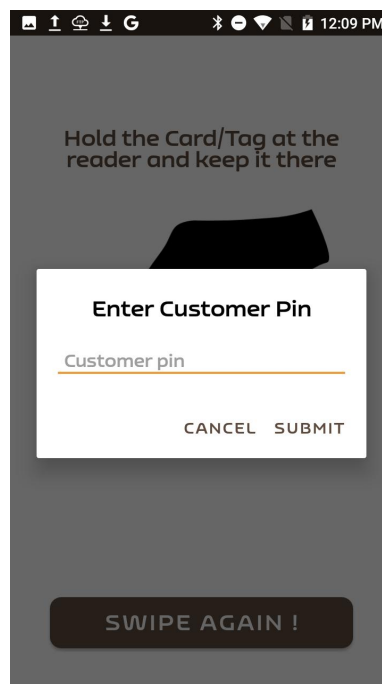 G 12:09 PM
Hold the Card/Tag at the
reader and keep it there
Enter Customer Pin
Customer pin
CANCEL SUBMIT
SWIPE AGAIN !